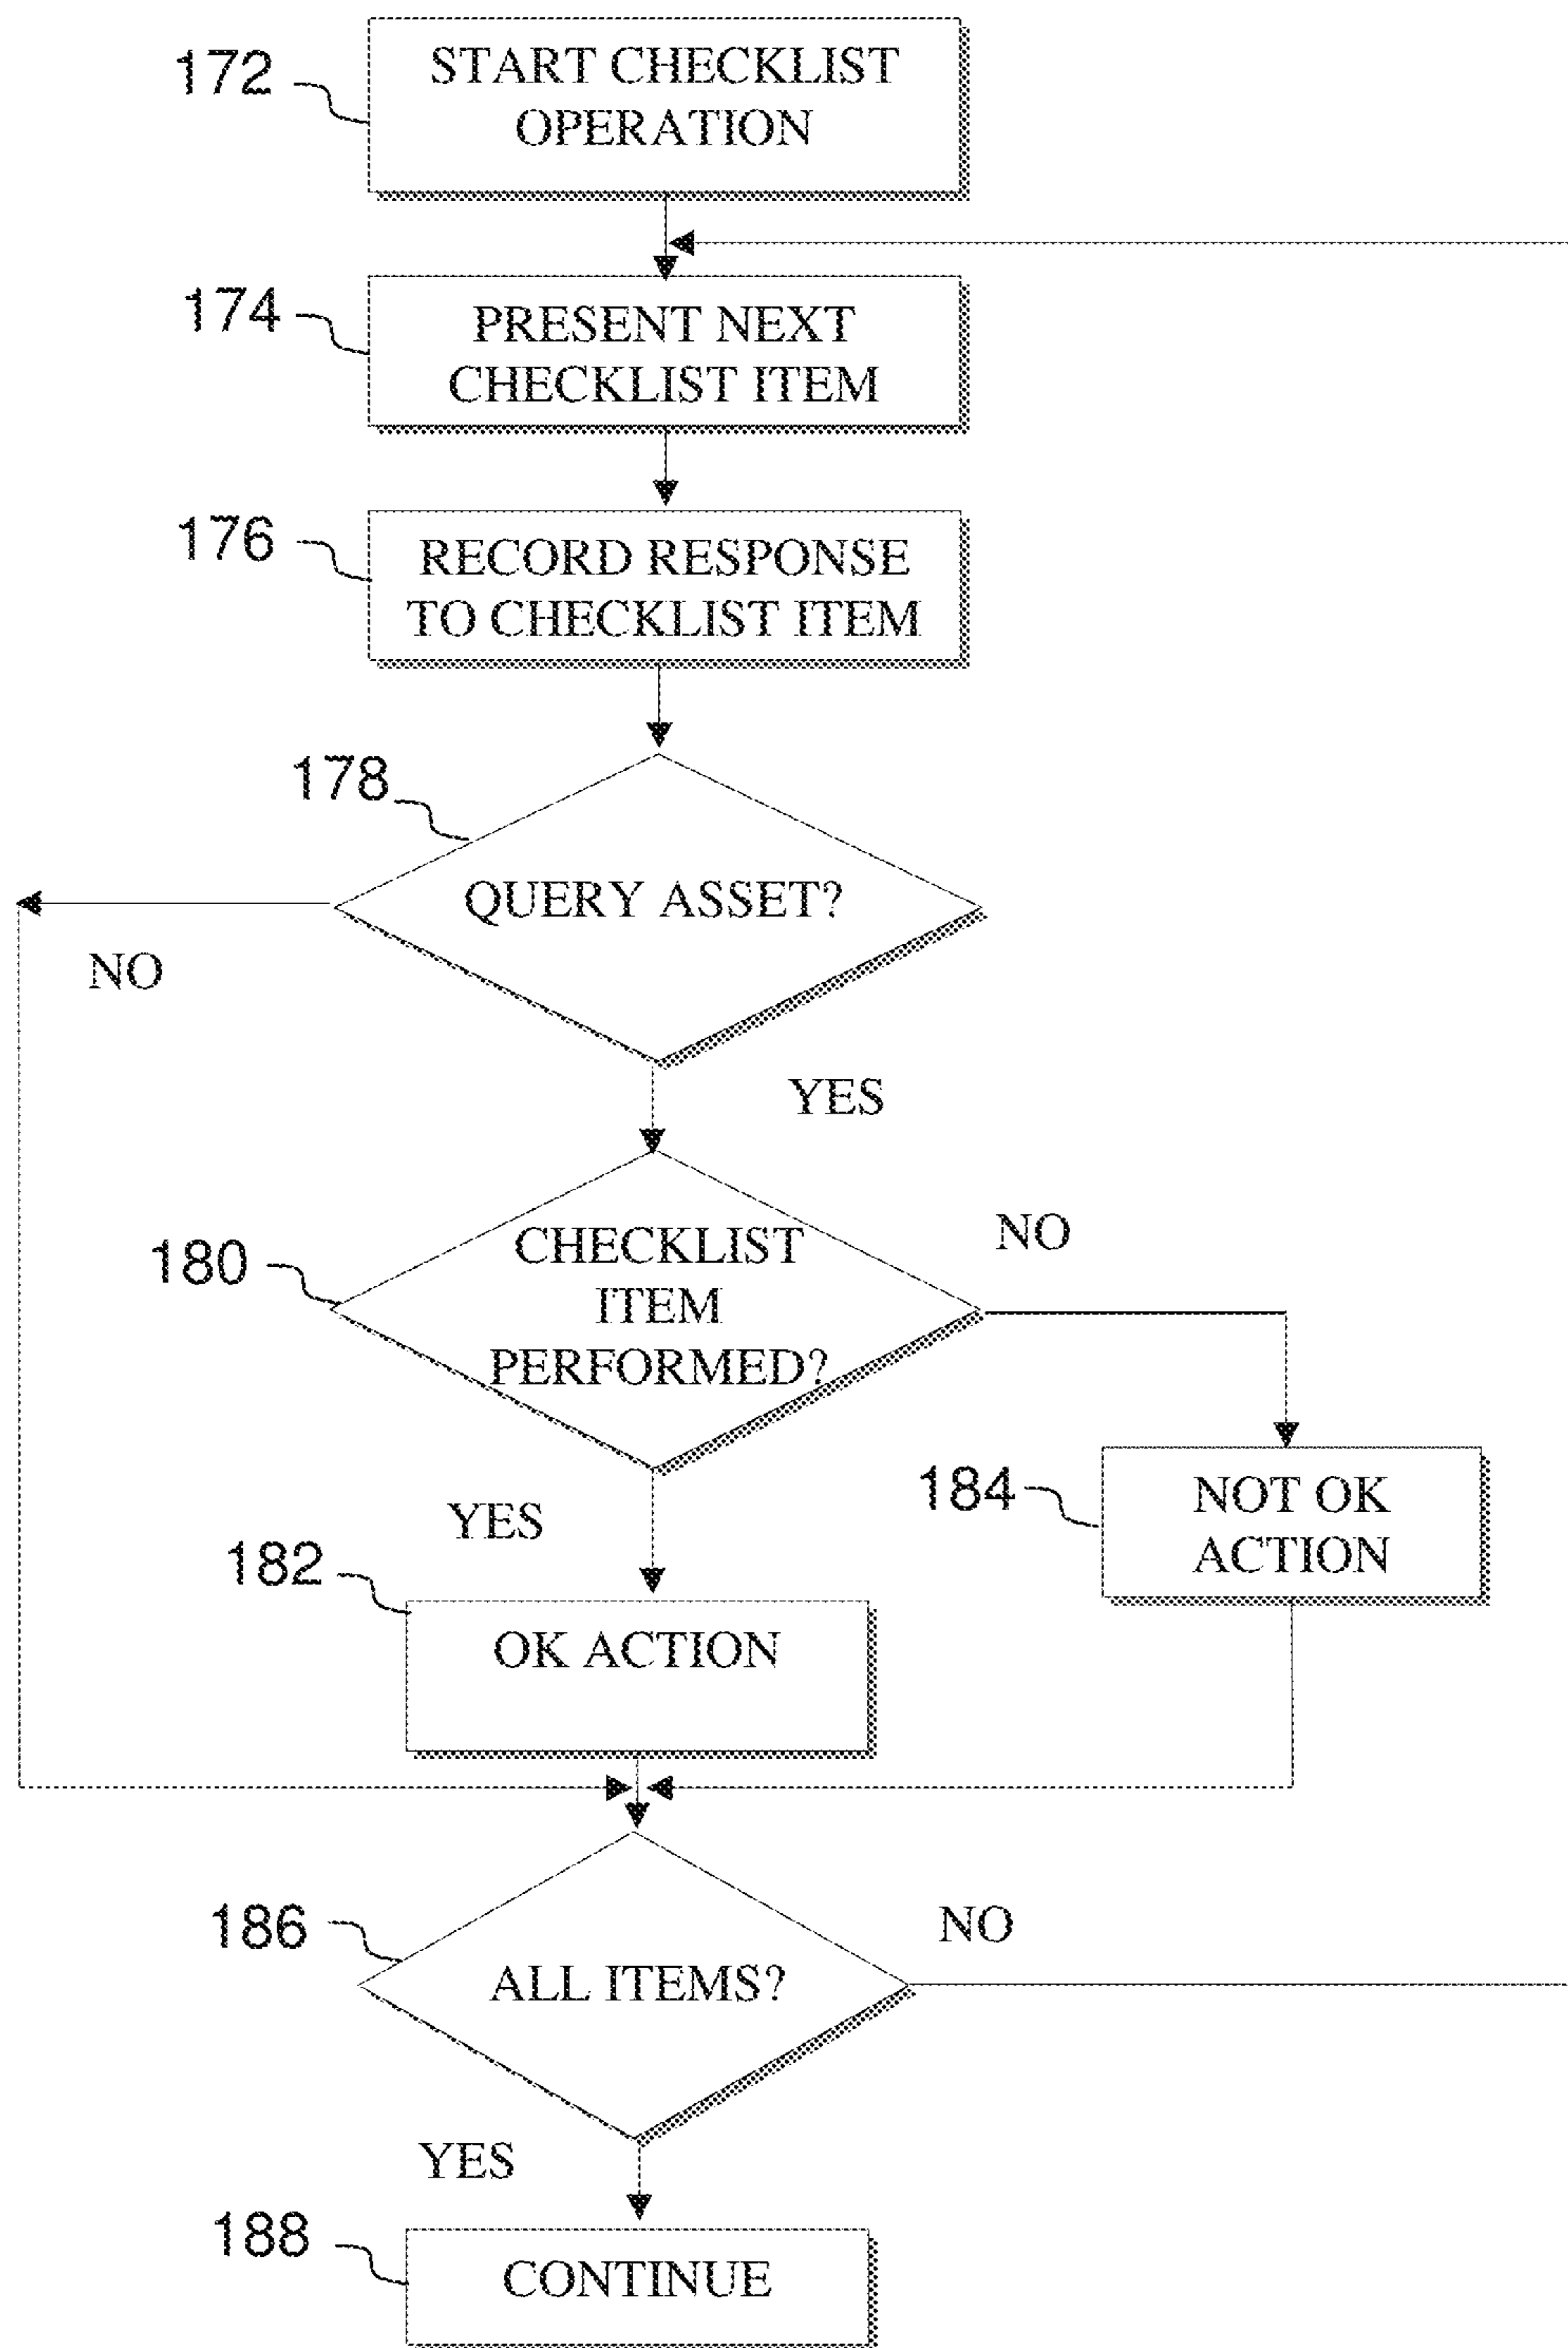 172
START CHECKLIST
OPERATION
174
PRESENT NEXT
CHECKLIST ITEM
176
RECORD RESPONSE
TO CHECKLIST ITEM
178
QUERY ASSET?
NO
YES
180
CHECKLIST
ITEM
PERFORMED?
NO
184
NOT OK
ACTION
YES
182
OK ACTION
186
ALL ITEMS?
NO
YES
188
CONTINUE